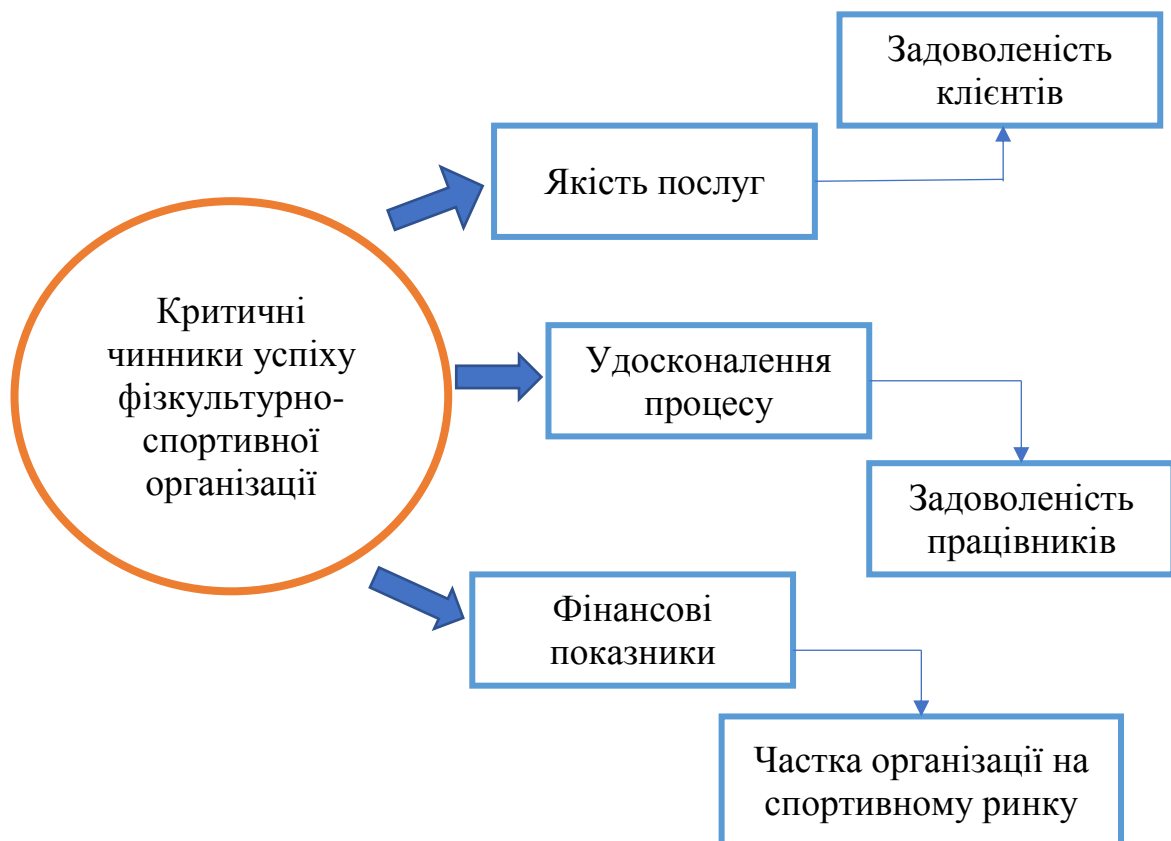 Задоволеність
клієнтів
Якість послуг
Критичні
чинники успіху
фізкультурно-
спортивної
організації
Удосконалення
процесу
Задоволеність
працівників
Фінансові
показники
Частка організації на
спортивному ринку